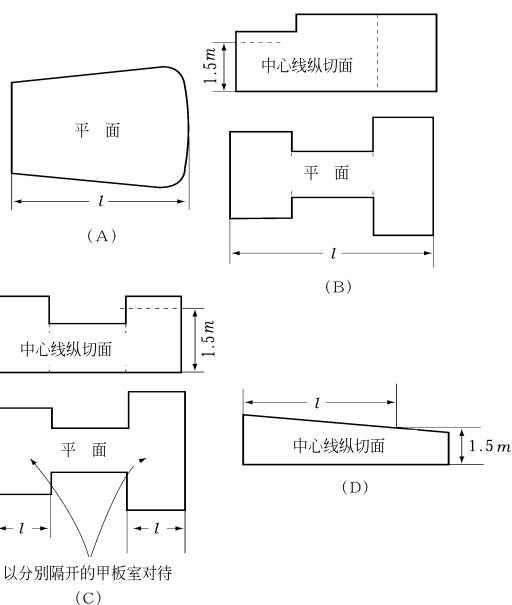 平 面
l
(A)
1.5m
中心线纵切面
平 面
l
(B)
中心线纵切面
1.5m
平 面
l
l
以分别隔开的甲板室对待
(C)
l
中心线纵切面
1.5m
(D)